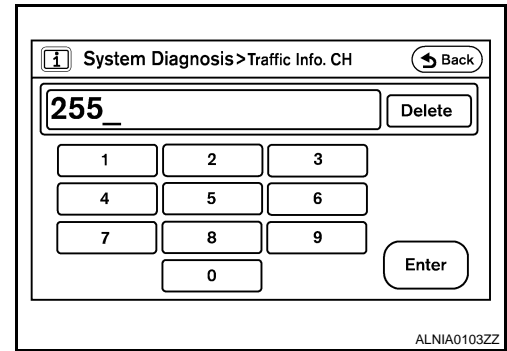 i System Diagnosis>Traffic Info. CH Back
255_ Delete
1 2 3
4 5 6
7 8 9
0 Enter
ALNIA0103ZZ